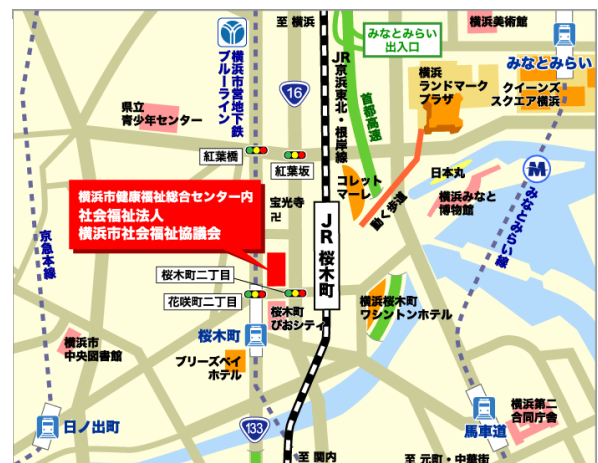 至 横浜
みなとみらい
出入口
横浜美術館
みなとみらい
横浜市営地下鉄
ブルーライン
16
JR
京浜東北・根岸線
首都高速
横浜
ランドマーク
プラザ
クイーンズ
スクエア横浜
県立
青少年センター
紅葉橋
紅葉坂
コレット
マーレ
日本丸
M
横浜みなと
博物館
動く歩道
みなとみらい線
横浜市健康福祉総合センター内
社会福祉法人
横浜市社会福祉協議会
宝光寺
卍
JR 桜木町
京急本線
桜木町二丁目
花咲町二丁目
桜木町
ぴおシティ
横浜桜木町
ワシントンホテル
桜木町
横浜市
中央図書館
ブリーズベイ
ホテル
日ノ出町
133
馬車道
横浜第二
合同庁舎
至 関内
至 元町・中華街